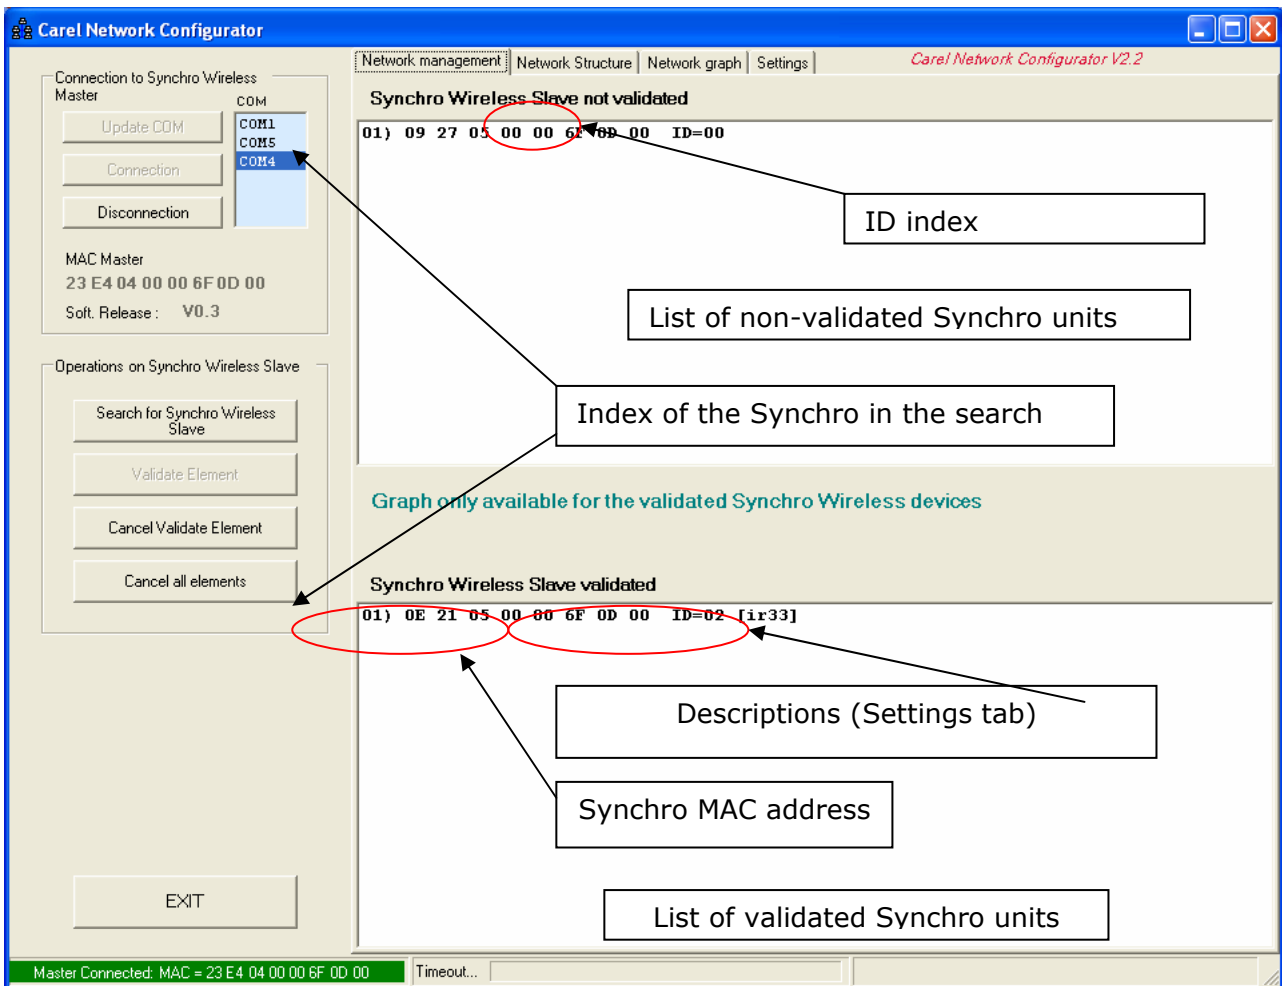 Carel Network Configurator
Network management
Network Structure
Network graph
Settings
Carel Network Configurator V2.2
Connection to Synchro Wireless
Master
COM
Update COM
COM1
COM5
COM4
Connection
Disconnection
MAC Master
23 E4 04 00 00 6F 0D 00
Soft. Release : V0.3
Synchro Wireless Slave not validated
01) 09 27 05 00 00 6F 0D 00 ID=00
ID index
List of non-validated Synchro units
Operations on Synchro Wireless Slave
Search for Synchro Wireless
Slave
Validate Element
Cancel Validate Element
Cancel all elements
Index of the Synchro in the search
Graph only available for the validated Synchro Wireless devices
Synchro Wireless Slave validated
01) 0E 21 05 00 00 6F 0D 00 ID=02 [ir33]
Descriptions (Settings tab)
Synchro MAC address
List of validated Synchro units
EXIT
Master Connected: MAC = 23 E4 04 00 00 6F 0D 00
Timeout...